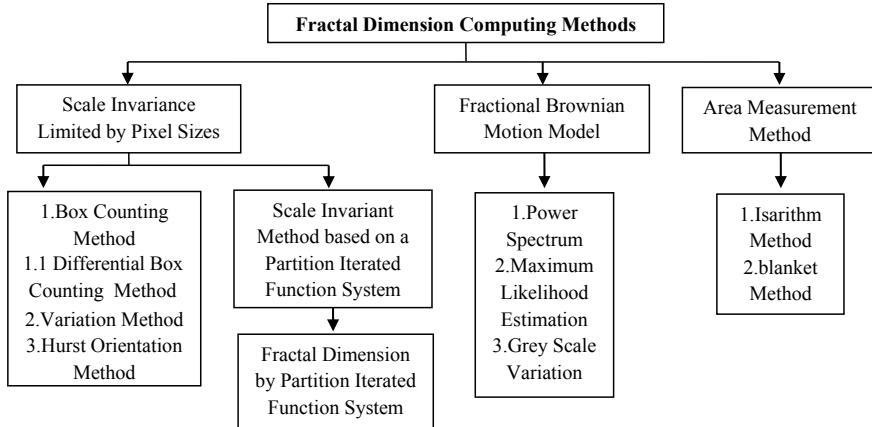 Fractal Dimension Computing Methods
Scale Invariance
Limited by Pixel Sizes
Fractional Brownian
Motion Model
Area Measurement
Method
1.Box Counting
Method
1.1 Differential Box
Counting Method
2.Variation Method
3.Hurst Orientation
Method
Scale Invariant
Method based on a
Partition Iterated
Function System
Fractal Dimension
by Partition Iterated
Function System
1.Power
Spectrum
2.Maximum
Likelihood
Estimation
3.Grey Scale
Variation
1.Isarithm
Method
2.blanket
Method